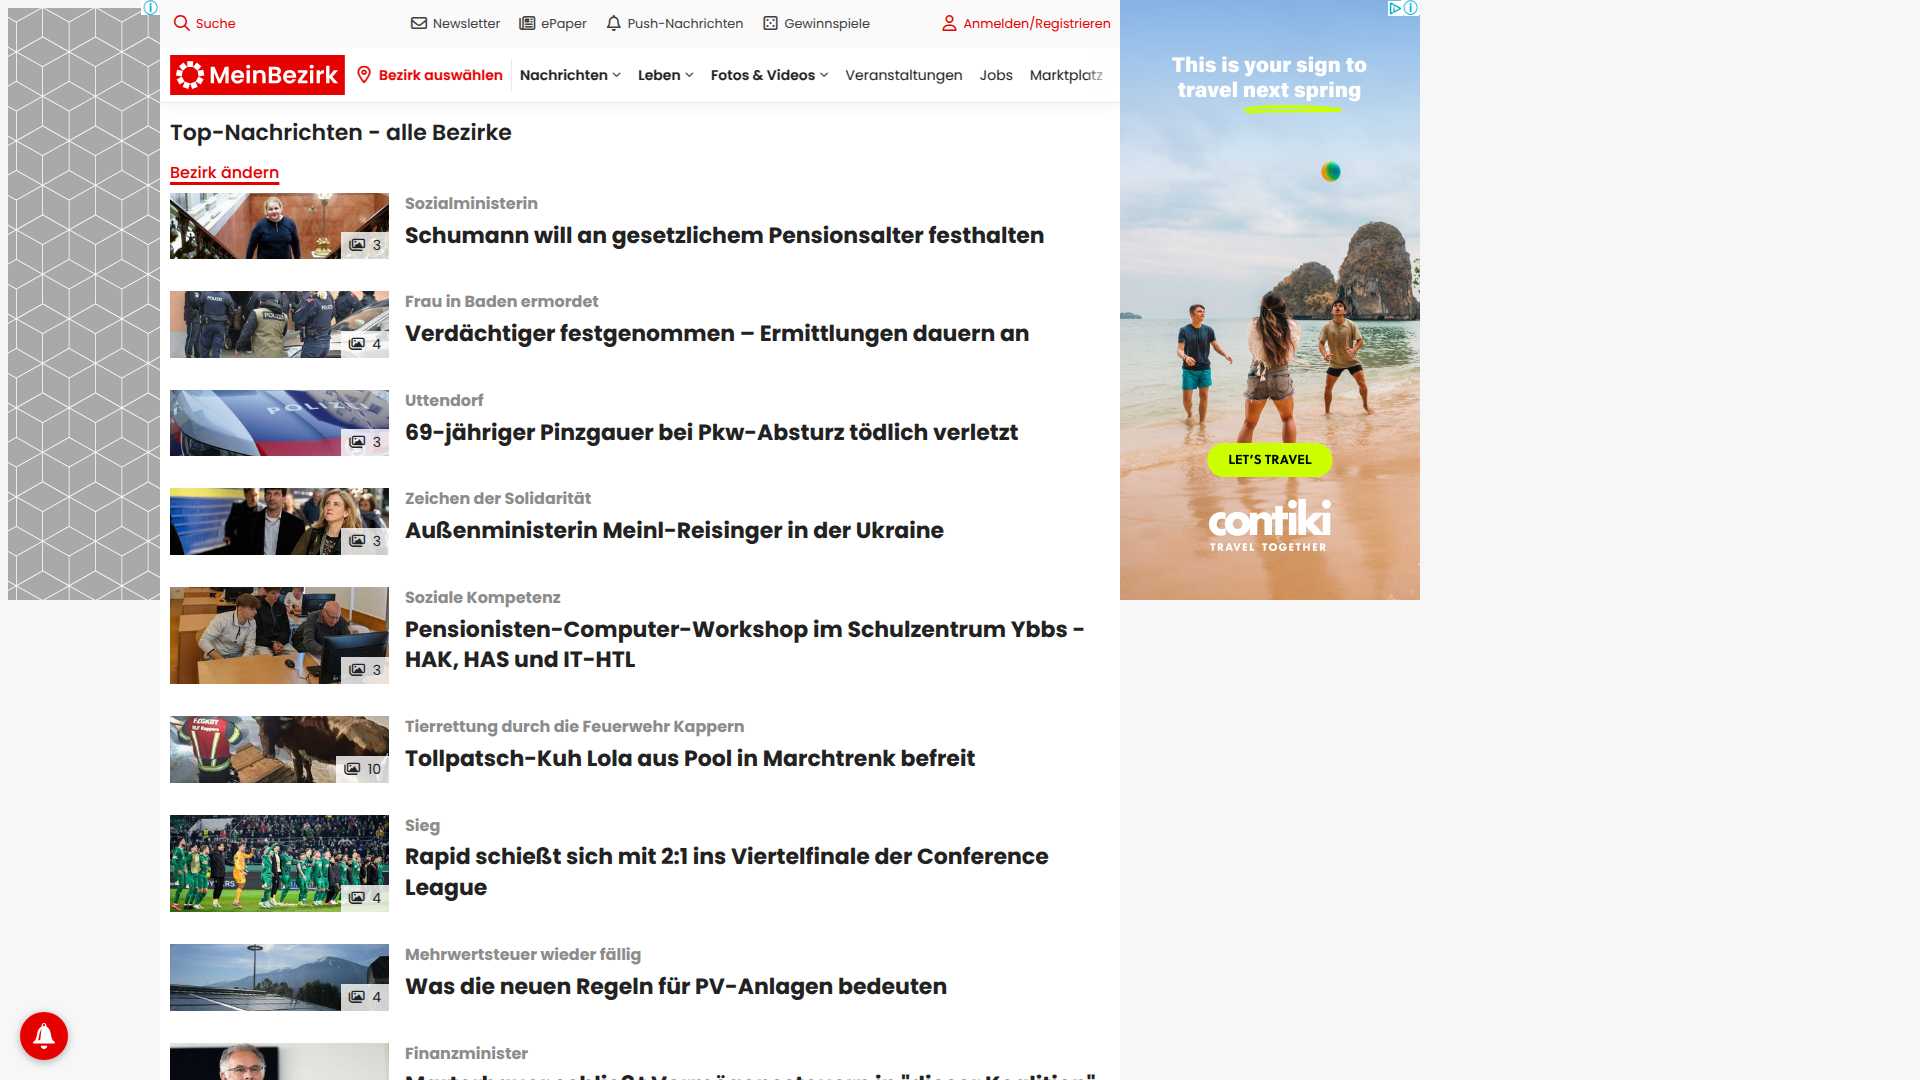 Suche
Newsletter
ePaper
Push-Nachrichten
Gewinnspiele
Anmelden/Registrieren
MeinBezirk
Bezirk auswählen
Nachrichten
Leben
Fotos & Videos
Veranstaltungen
Jobs
Marktplatz
Top-Nachrichten - alle Bezirke
Bezirk ändern
3
Sozialministerin
Schumann will an gesetzlichem Pensionsalter festhalten
POLIZEI
4
Frau in Baden ermordet
Verdächtiger festgenommen – Ermittlungen dauern an
POLIZEI
3
Uttendorf
69-jähriger Pinzgauer bei Pkw-Absturz tödlich verletzt
3
Zeichen der Solidarität
Außenministerin Meinl-Reisinger in der Ukraine
3
Soziale Kompetenz
Pensionisten-Computer-Workshop im Schulzentrum Ybbs -
HAK, HAS und IT-HTL
10
Tierrettung durch die Feuerwehr Kappern
Tollpatsch-Kuh Lola aus Pool in Marchtrenk befreit
4
Sieg
Rapid schießt sich mit 2:1 ins Viertelfinale der Conference
League
4
Mehrwertsteuer wieder fällig
Was die neuen Regeln für PV-Anlagen bedeuten
Finanzminister
This is your sign to
travel next spring
LET'S TRAVEL
contiki
TRAVEL TOGETHER